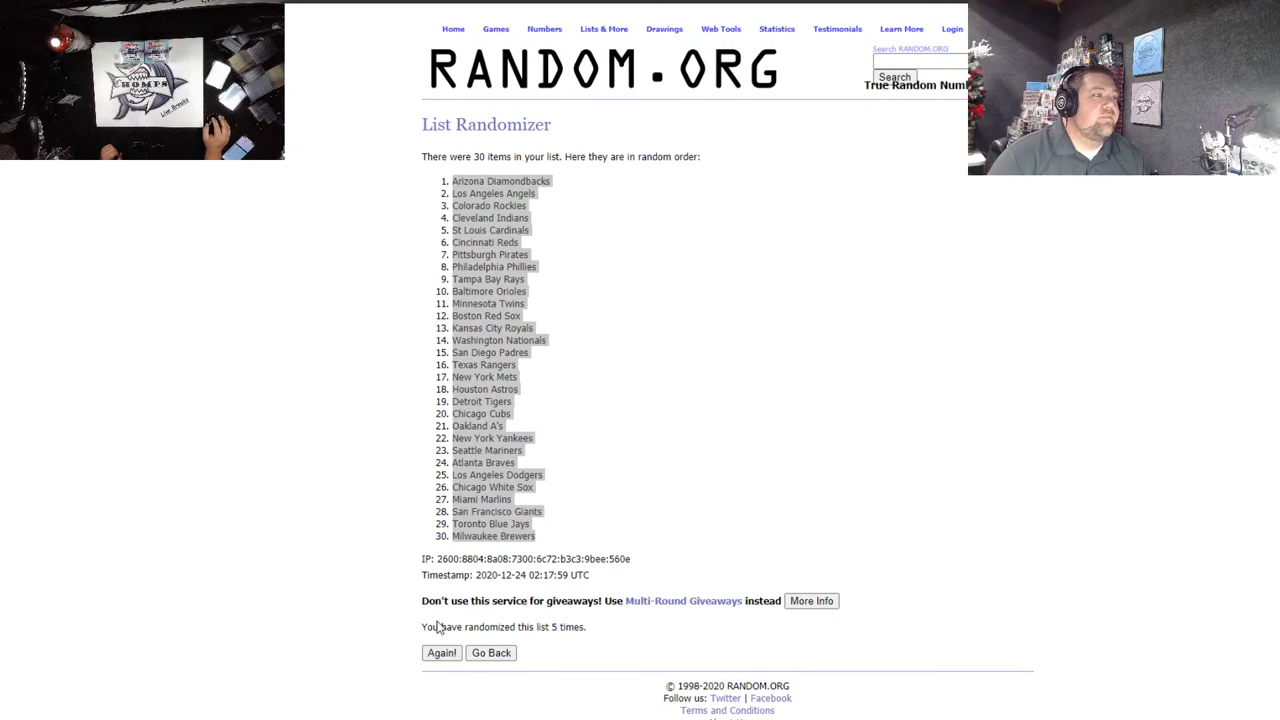 Home Games Numbers Lists & More Drawings Web Tools Statistics Testimonials Learn More Login
RANDOM.ORG
Search RANDOM.ORG
Search
True Random Num
CHOMPS
Live Breaks
List Randomizer
There were 30 items in your list. Here they are in random order:
1. Arizona Diamondbacks
2. Los Angeles Angels
3. Colorado Rockies
4. Cleveland Indians
5. St Louis Cardinals
6. Cincinnati Reds
7. Pittsburgh Pirates
8. Philadelphia Phillies
9. Tampa Bay Rays
10. Baltimore Orioles
11. Minnesota Twins
12. Boston Red Sox
13. Kansas City Royals
14. Washington Nationals
15. San Diego Padres
16. Texas Rangers
17. New York Mets
18. Houston Astros
19. Detroit Tigers
20. Chicago Cubs
21. Oakland A's
22. New York Yankees
23. Seattle Mariners
24. Atlanta Braves
25. Los Angeles Dodgers
26. Chicago White Sox
27. Miami Marlins
28. San Francisco Giants
29. Toronto Blue Jays
30. Milwaukee Brewers
IP: 2600:8804:8a08:7300:6c72:b3c3:9bee:560e
Timestamp: 2020-12-24 02:17:59 UTC
Don't use this service for giveaways! Use Multi-Round Giveaways instead More Info
You have randomized this list 5 times.
Again! Go Back
© 1998-2020 RANDOM.ORG
Follow us: Twitter | Facebook
Terms and Conditions